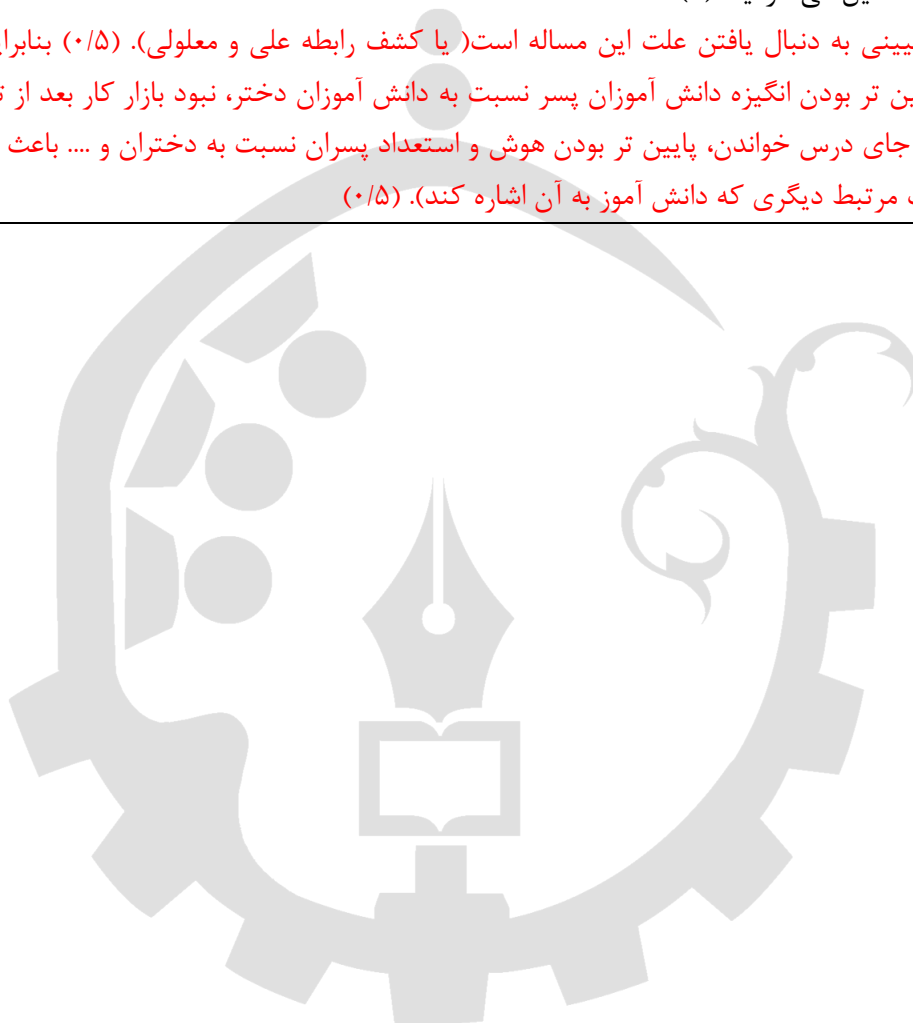 یینی به دنبال یافتن علت این مساله است( یا کشف رابطه علی و معلولی). (۰/۵) بنابرا
ین تر بودن انگیزه دانش آموزان پسر نسبت به دانش آموزان دختر، نبود بازار کار بعد از ت
جای درس خواندن، پایین تر بودن هوش و استعداد پسران نسبت به دختران و .... باعث
مرتبط دیگری که دانش آموز به آن اشاره کند). (۰/۵)